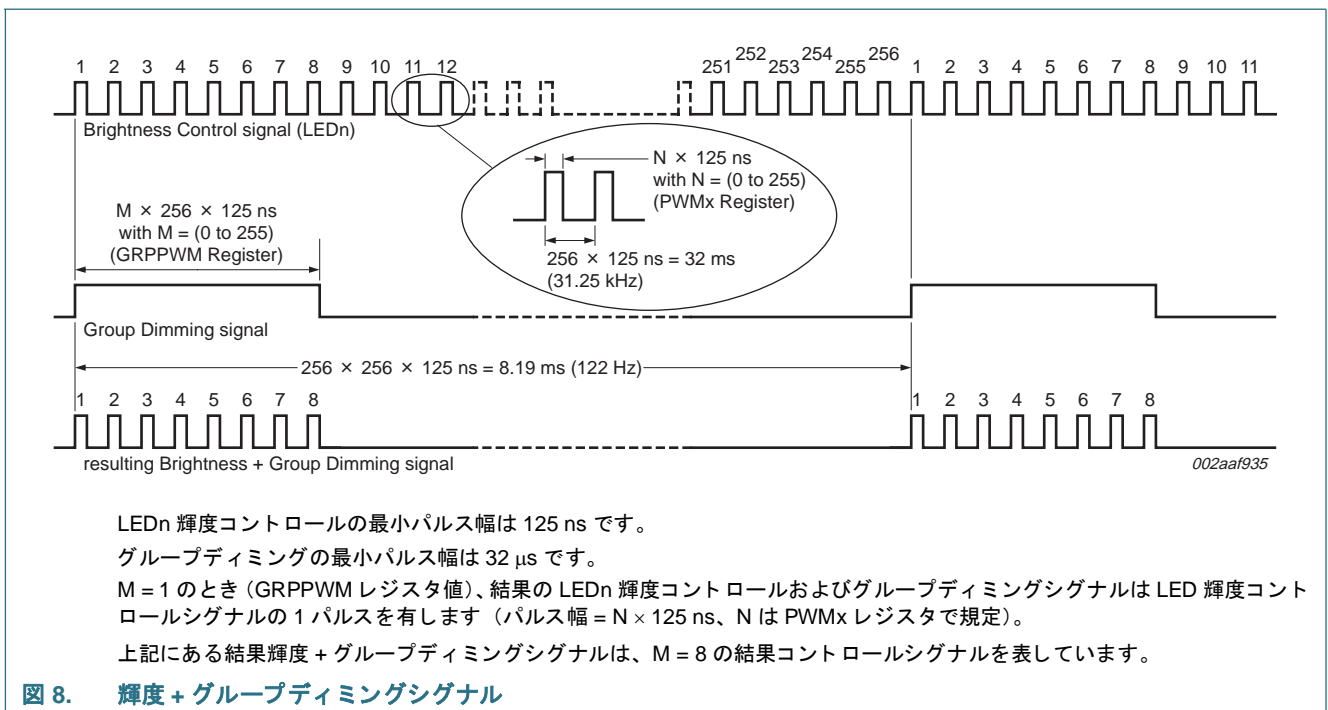 1 2 3 4 5 6 7 8 9 10 11 12 251 252 253 254 255 256 1 2 3 4 5 6 7 8 9 10 11
Brightness Control signal (LEDn)
N × 125 ns
with N = (0 to 255)
(PWMx Register)
256 × 125 ns = 32 ms
(31.25 kHz)
M × 256 × 125 ns
with M = (0 to 255)
(GRPPWM Register)
Group Dimming signal
256 × 256 × 125 ns = 8.19 ms (122 Hz)
1 2 3 4 5 6 7 8 1 2 3 4 5 6 7 8
resulting Brightness + Group Dimming signal
002aaf935
LEDn 輝度コントロールの最小パルス幅は 125 ns です。
グループディミングの最小パルス幅は 32 μs です。
M = 1 のとき（GRPPWM レジスタ値）、結果の LEDn 輝度コントロールおよびグループディミングシグナルは LED 輝度コント
ロールシグナルの 1 パルスを有します（パルス幅 = N × 125 ns、N は PWMx レジスタで規定）。
上記にある結果輝度 + グループディミングシグナルは、M = 8 の結果コントロールシグナルを表しています。
図 8. 輝度 + グループディミングシグナル